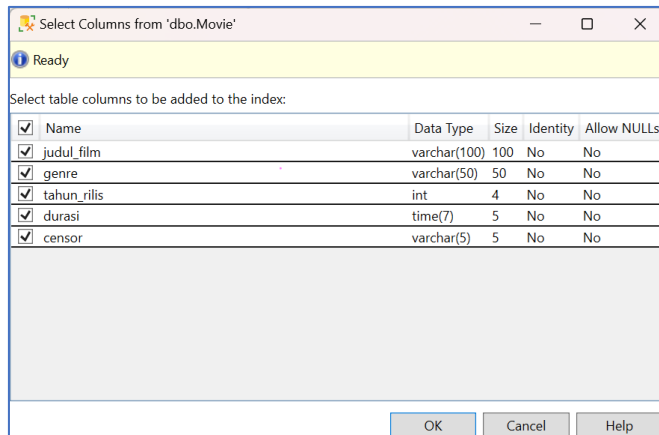 Select Columns from 'dbo.Movie'
Ready
Select table columns to be added to the index:
Name Data Type Size Identity Allow NULLs
judul_film varchar(100) 100 No No
genre varchar(50) 50 No No
tahun_rilis int 4 No No
durasi time(7) 5 No No
censor varchar(5) 5 No No
OK Cancel Help